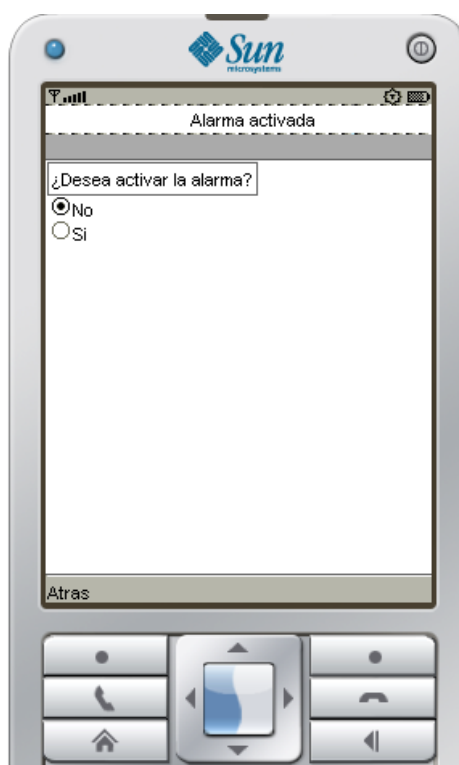 Sun
microsystems
Alarma activada
¿Desea activar la alarma?
No
Si
Atras